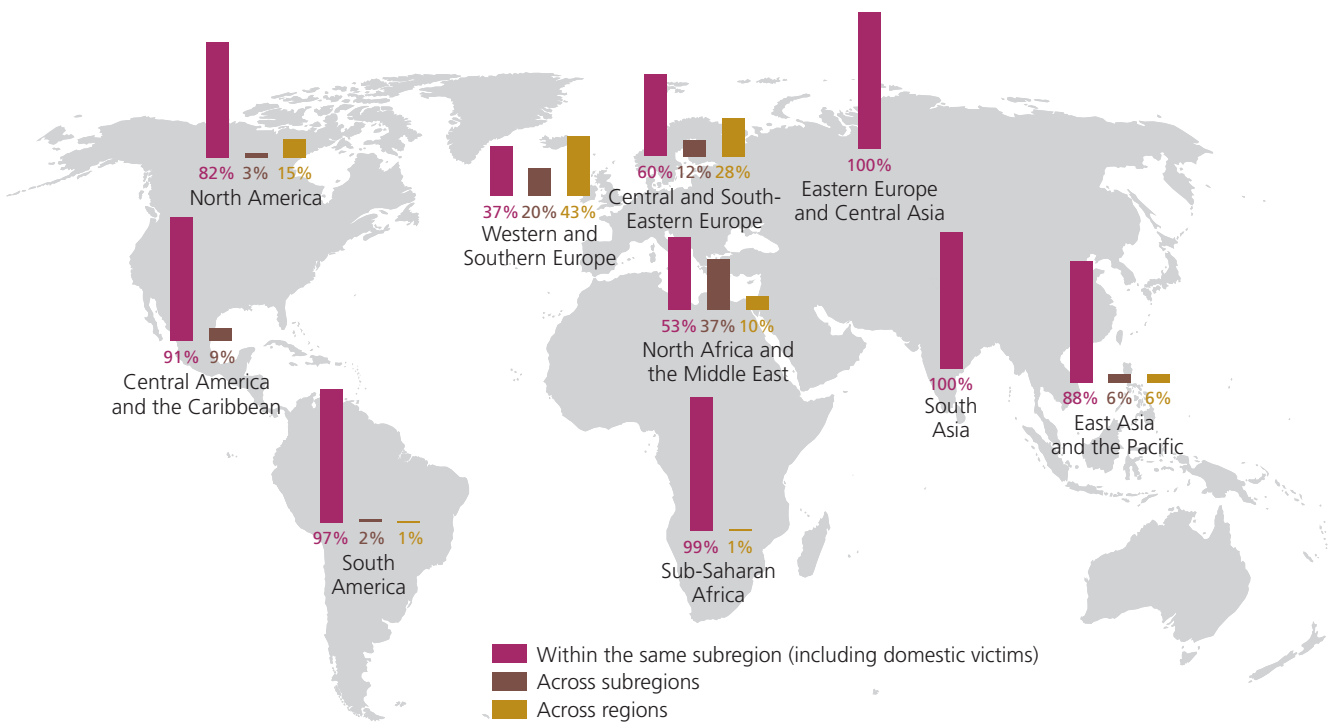 82% 3% 15%
North America
37% 20% 43%
Western and
Southern Europe
60% 12% 28%
Central and South-
Eastern Europe
100%
Eastern Europe
and Central Asia
91% 9%
Central America
and the Caribbean
53% 37% 10%
North Africa and
the Middle East
100%
South
Asia
88% 6% 6%
East Asia
and the Pacific
97% 2% 1%
South
America
99% 1%
Sub-Saharan
Africa
Within the same subregion (including domestic victims)
Across subregions
Across regions